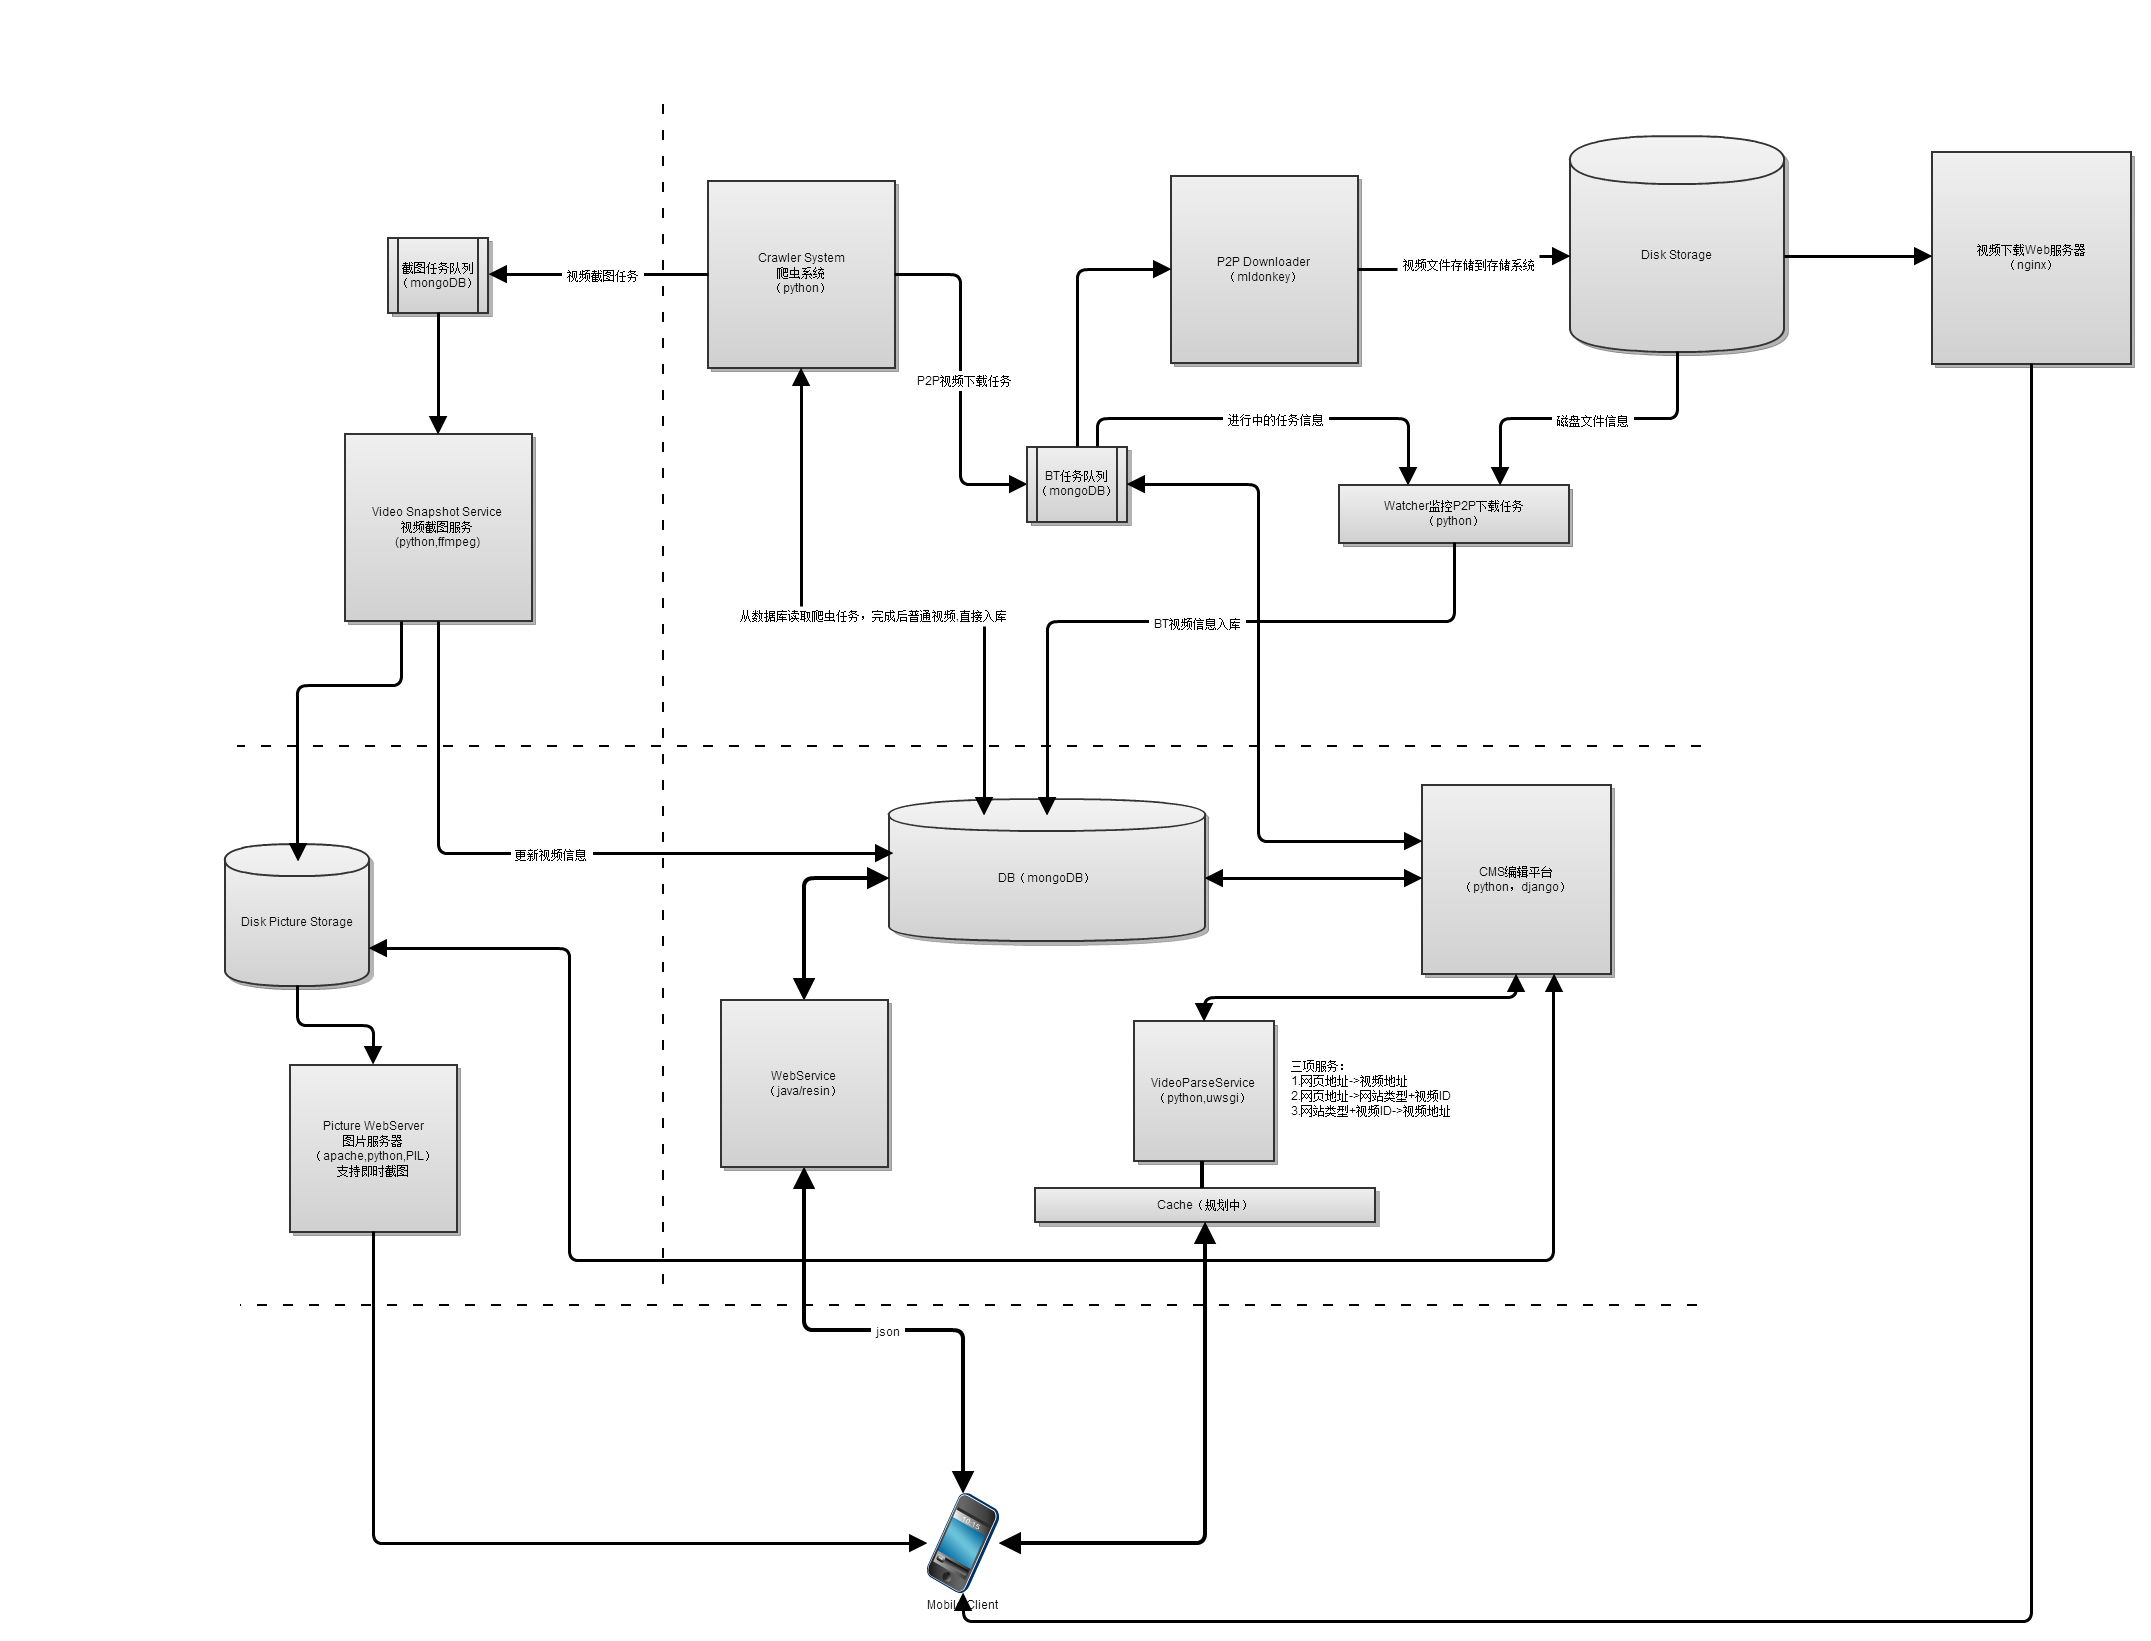 Crawler System
爬虫系统
（python）
P2P Downloader
（mldonkey）
Disk Storage
视频下载Web服务器
（nginx）
截图任务队列
（mongoDB）
视频截图任务
视频文件存储到存储系统
P2P视频下载任务
进行中的任务信息
磁盘文件信息
BT任务队列
（mongoDB）
Watcher监控P2P下载任务
（python）
Video Snapshot Service
视频截图服务
(python,ffmpeg)
从数据库读取爬虫任务，完成后普通视频,直接入库
BT视频信息入库
更新视频信息
DB（mongoDB）
CMS编辑平台
（python，django）
Disk Picture Storage
WebService
（java/resin）
VideoParseService
（python,uwsgi）
三项服务：
1.网页地址->视频地址
2.网页地址->网站类型+视频ID
3.网站类型+视频ID->视频地址
Picture WebServer
图片服务器
（apache,python,PIL）
支持即时截图
Cache（规划中）
json
10:15
Mobile Client